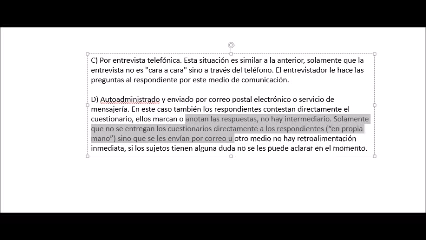 C) Por entrevista telefónica. Esta situación es similar a la anterior, solamente que la
entrevista no es "cara a cara" sino a través del teléfono. El entrevistador le hace las
preguntas al respondiente por este medio de comunicación.
D) Autoadministrado y enviado por correo postal electrónico o servicio de
mensajería. En este caso también los respondientes contestan directamente el
cuestionario, ellos marcan o anotan las respuestas, no hay intermediario. Solamente
que no se entregan los cuestionarios directamente a los respondientes ("en propia
mano") sino que se les envían por correo u otro medio no hay retroalimentación
inmediata, si los sujetos tienen alguna duda no se les puede aclarar en el momento.